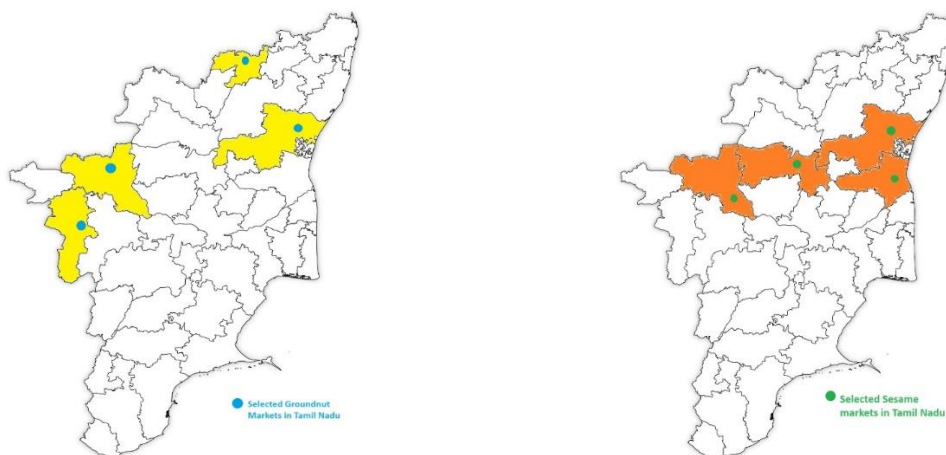 Selected Groundnut
Markets in Tamil Nadu
Selected Sesame
markets in Tamil Nadu